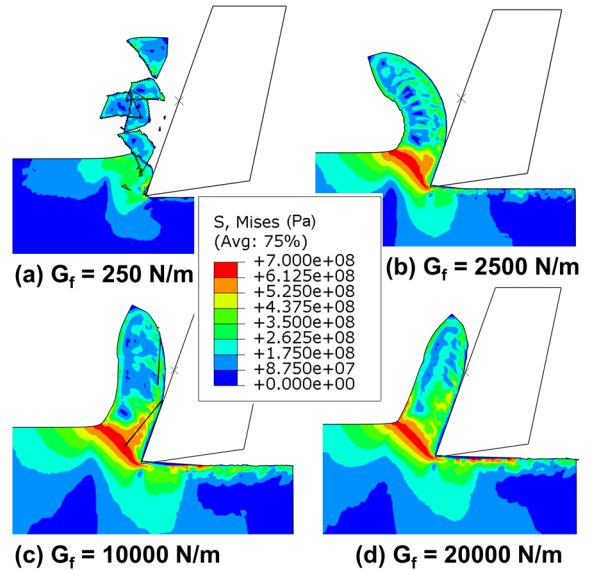 S, Mises (Pa)
(Avg: 75%)
+7.000e+08
+6.125e+08
+5.250e+08
+4.375e+08
+3.500e+08
+2.625e+08
+1.750e+08
+8.750e+07
+0.000e+00
(a) Gf = 250 N/m
(b) Gf = 2500 N/m
(c) Gf = 10000 N/m
(d) Gf = 20000 N/m